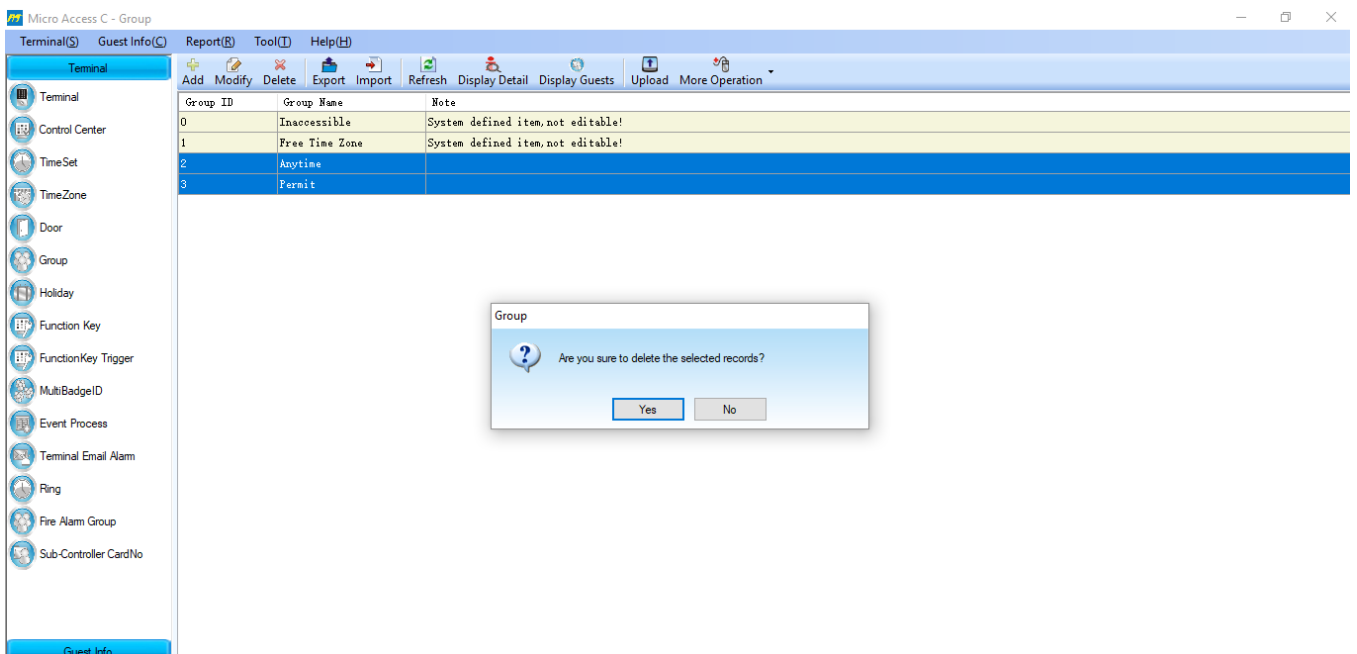 Micro Access C - Group
Terminal(S) Guest Info(C) Report(R) Tool(T) Help(H)
Terminal
Add Modify Delete Export Import Refresh Display Detail Display Guests Upload More Operation
Terminal
Control Center
TimeSet
TimeZone
Door
Group
Holiday
Function Key
FunctionKey Trigger
MultiBadgeID
Event Process
Terminal Email Alarm
Ring
Fire Alarm Group
Sub-Controller CardNo
Guest Info
Group ID Group Name Note
0 Inaccessible System defined item,not editable!
1 Free Time Zone System defined item,not editable!
2 Anytime
3 Permit
Group
Are you sure to delete the selected records?
Yes No